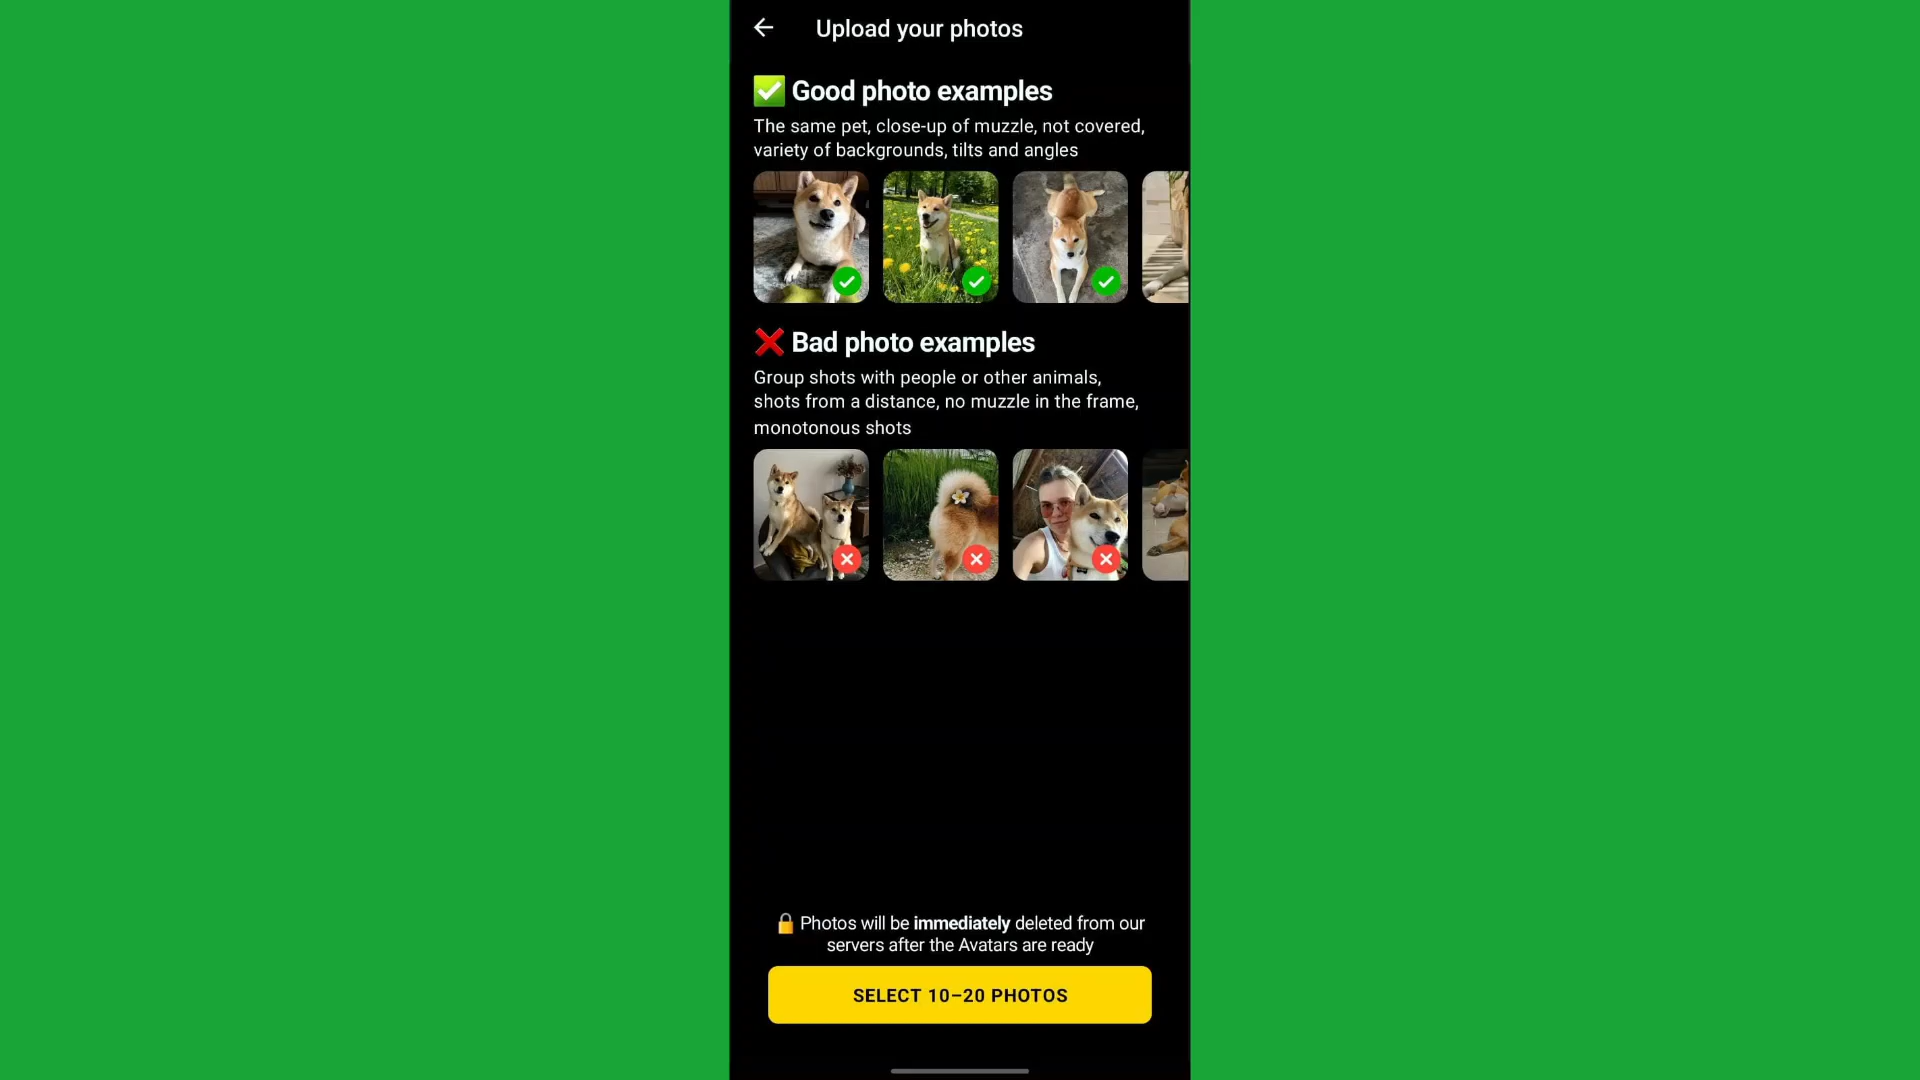 Upload your photos
Good photo examples
The same pet, close-up of muzzle, not covered,
variety of backgrounds, tilts and angles
Bad photo examples
Group shots with people or other animals,
shots from a distance, no muzzle in the frame,
monotonous shots
Photos will be immediately deleted from our
servers after the Avatars are ready
SELECT 10–20 PHOTOS